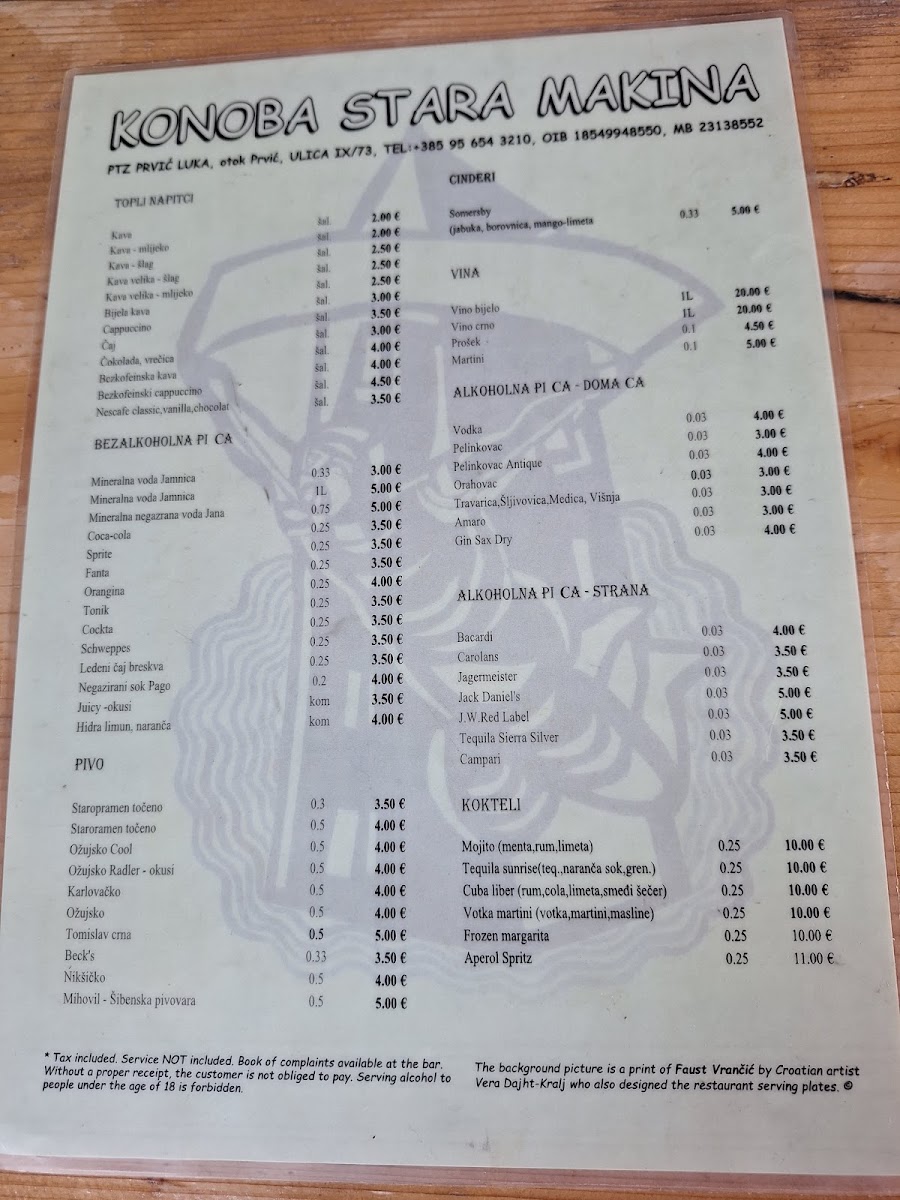 KONOBA STARA MAKINA
PTZ PRVIĆ LUKA, otok Prvić, ULICA IX/73, TEL:+385 95 654 3210, OIB 18549948550, MB 23138552
TOPLI NAPITCI
Kava šal. 2.00 €
Kava - mlijeko šal. 2.00 €
Kava - šlag šal. 2.50 €
Kava velika - šlag šal. 2.50 €
Kava velika - mlijeko šal. 2.50 €
Bijela kava šal. 3.00 €
Cappuccino šal. 3.50 €
Čaj šal. 3.00 €
Čokolada, vrečica šal. 4.00 €
Bezkofeinska kava šal. 4.00 €
Bezkofeinski cappuccino šal. 4.50 €
Nescafe classic,vanilla,chocolat šal. 3.50 €
BEZALKOHOLNA PI CA
Mineralna voda Jamnica 0.33 3.00 €
Mineralna voda Jamnica 1L 5.00 €
Mineralna negazrana voda Jana 0.75 5.00 €
Coca-cola 0.25 3.50 €
Sprite 0.25 3.50 €
Fanta 0.25 3.50 €
Orangina 0.25 4.00 €
Tonik 0.25 3.50 €
Cockta 0.25 3.50 €
Schweppes 0.25 3.50 €
Ledeni čaj breskva 0.25 3.50 €
Negazirani sok Pago 0.2 4.00 €
Juicy -okusi kom 3.50 €
Hidra limun, naranča kom 4.00 €
PIVO
Staropramen točeno 0.3 3.50 €
Staroramen točeno 0.5 4.00 €
Ožujsko Cool 0.5 4.00 €
Ožujsko Radler - okusi 0.5 4.00 €
Karlovačko 0.5 4.00 €
Ožujsko 0.5 4.00 €
Tomislav crna 0.5 5.00 €
Beck's 0.33 3.50 €
Nikšičko 0.5 4.00 €
Mihovil - Šibenska pivovara 0.5 5.00 €
CINDERI
Somersby 0.33 5.00 €
(jabuka, borovnica, mango-limeta
VINA
Vino bijelo 1L 20.00 €
Vino crno 1L 20.00 €
Prošek 0.1 4.50 €
Martini 0.1 5.00 €
ALKOHOLNA PI CA - DOMA CA
Vodka 0.03 4.00 €
Pelinkovac 0.03 3.00 €
Pelinkovac Antique 0.03 4.00 €
Orahovac 0.03 3.00 €
Travarica,Šljivovica,Medica, Višnja 0.03 3.00 €
Amaro 0.03 3.00 €
Gin Sax Dry 0.03 4.00 €
ALKOHOLNA PI CA - STRANA
Bacardi 0.03 4.00 €
Carolans 0.03 3.50 €
Jagermeister 0.03 3.50 €
Jack Daniel's 0.03 5.00 €
J.W.Red Label 0.03 5.00 €
Tequila Sierra Silver 0.03 3.50 €
Campari 0.03 3.50 €
KOKTELI
Mojito (menta,rum,limeta) 0.25 10.00 €
Tequila sunrise(teq.,naranča sok,gren.) 0.25 10.00 €
Cuba liber (rum,cola,limeta,smeđi šečer) 0.25 10.00 €
Votka martini (votka,martini,masline) 0.25 10.00 €
Frozen margarita 0.25 10.00 €
Aperol Spritz 0.25 11.00 €
* Tax included. Service NOT included. Book of complaints available at the bar.
Without a proper receipt, the customer is not obliged to pay. Serving alcohol to
people under the age of 18 is forbidden.
The background picture is a print of Faust Vrančić by Croatian artist
Vera Dajht-Kralj who also designed the restaurant serving plates. ©